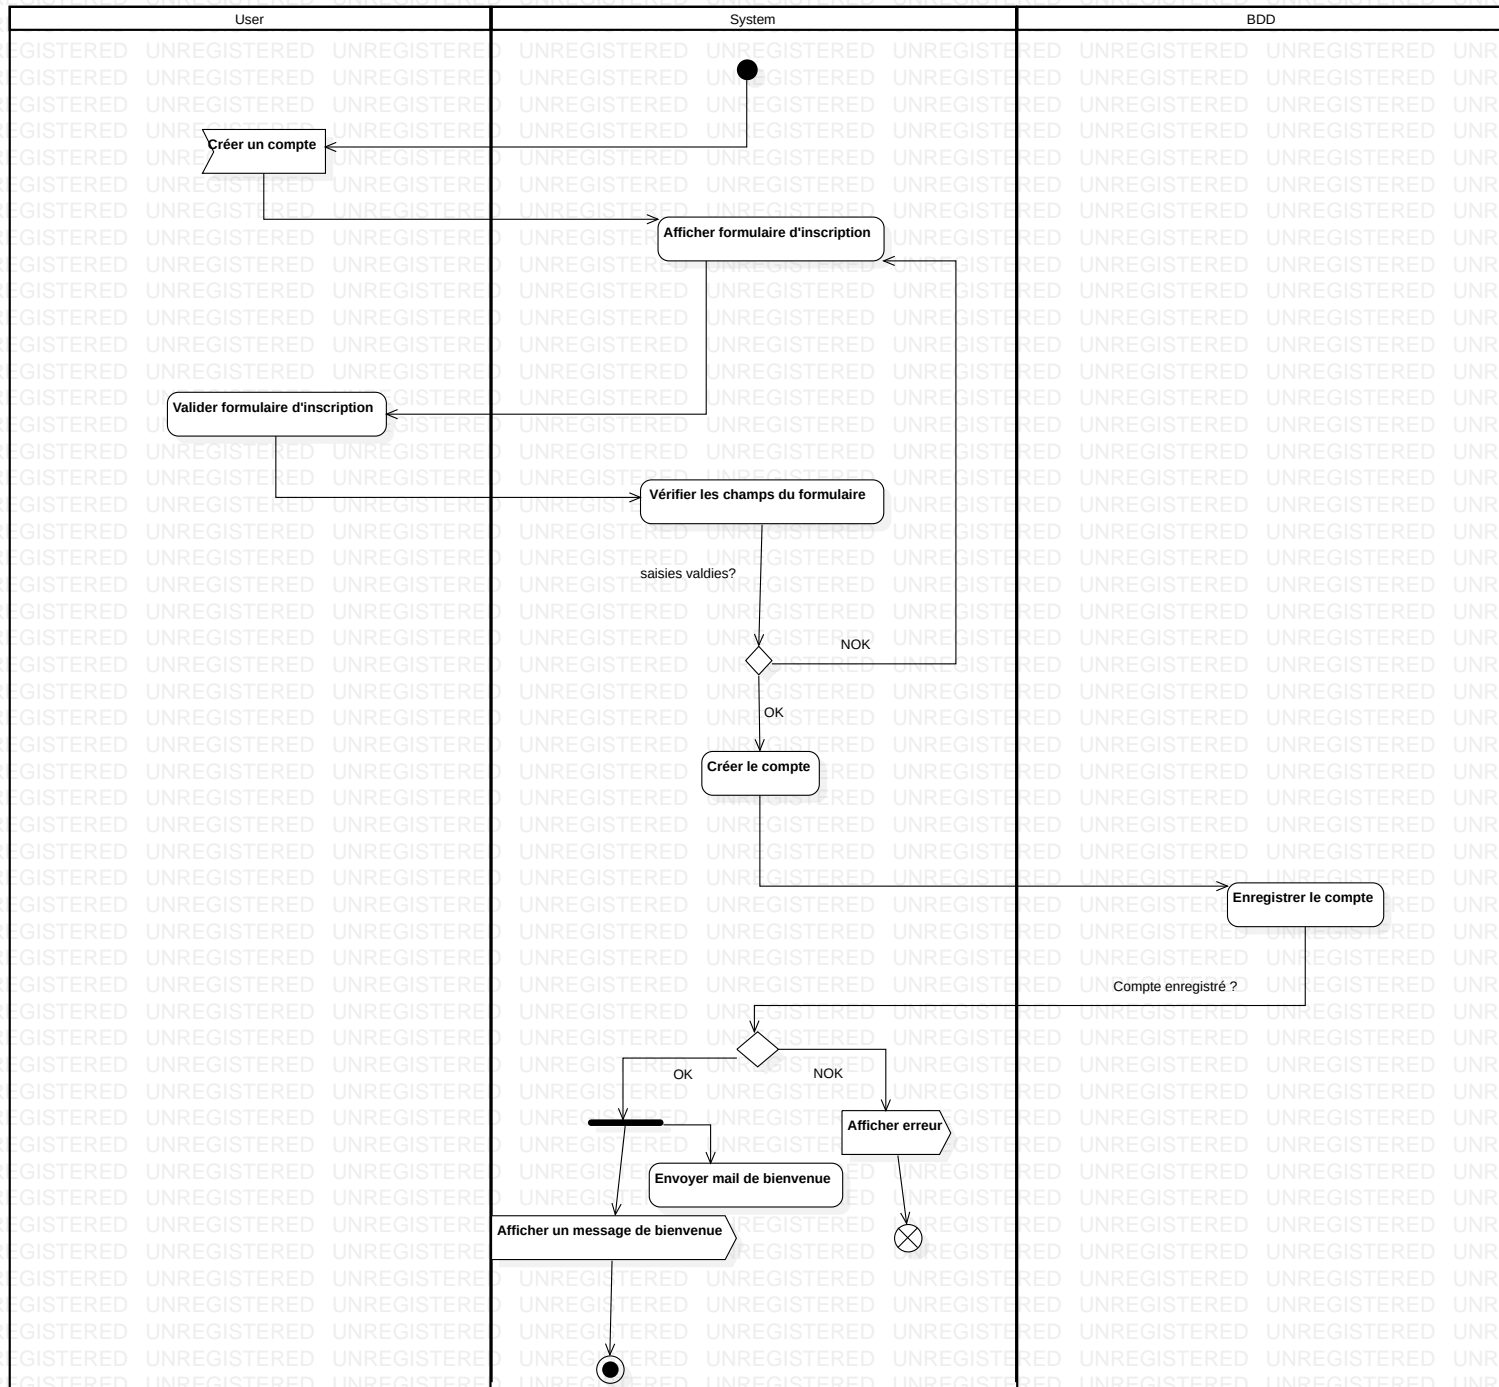 User
System
BDD
Créer un compte
Afficher formulaire d'inscription
Valider formulaire d'inscription
Vérifier les champs du formulaire
saisies valdies?
NOK
OK
Créer le compte
Enregistrer le compte
Compte enregistré ?
OK
NOK
Afficher erreur
Envoyer mail de bienvenue
Afficher un message de bienvenue
UNREGISTERED